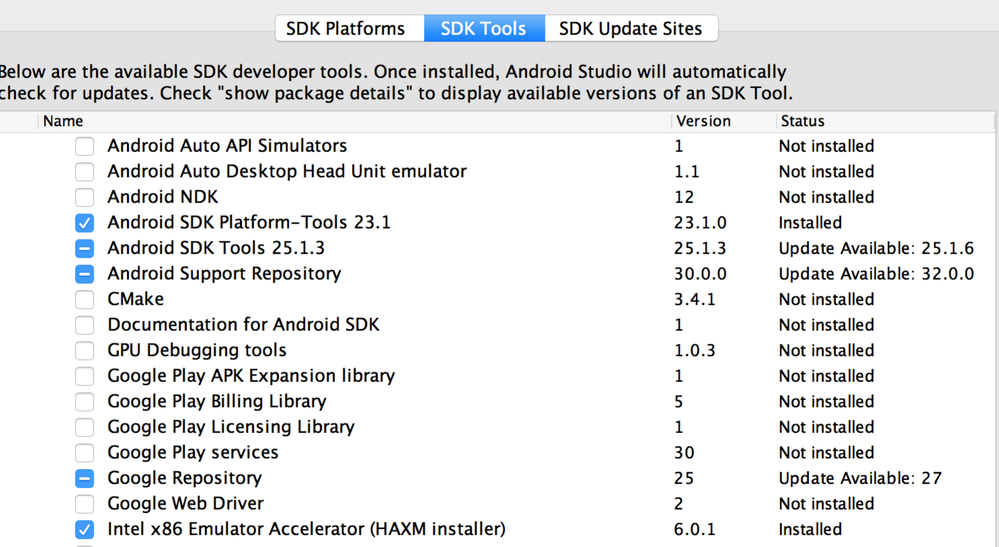 SDK Platforms SDK Tools SDK Update Sites
Below are the available SDK developer tools. Once installed, Android Studio will automatically
check for updates. Check "show package details" to display available versions of an SDK Tool.
Name Version Status
Android Auto API Simulators 1 Not installed
Android Auto Desktop Head Unit emulator 1.1 Not installed
Android NDK 12 Not installed
Android SDK Platform-Tools 23.1 23.1.0 Installed
Android SDK Tools 25.1.3 25.1.3 Update Available: 25.1.6
Android Support Repository 30.0.0 Update Available: 32.0.0
CMake 3.4.1 Not installed
Documentation for Android SDK 1 Not installed
GPU Debugging tools 1.0.3 Not installed
Google Play APK Expansion library 1 Not installed
Google Play Billing Library 5 Not installed
Google Play Licensing Library 1 Not installed
Google Play services 30 Not installed
Google Repository 25 Update Available: 27
Google Web Driver 2 Not installed
Intel x86 Emulator Accelerator (HAXM installer) 6.0.1 Installed